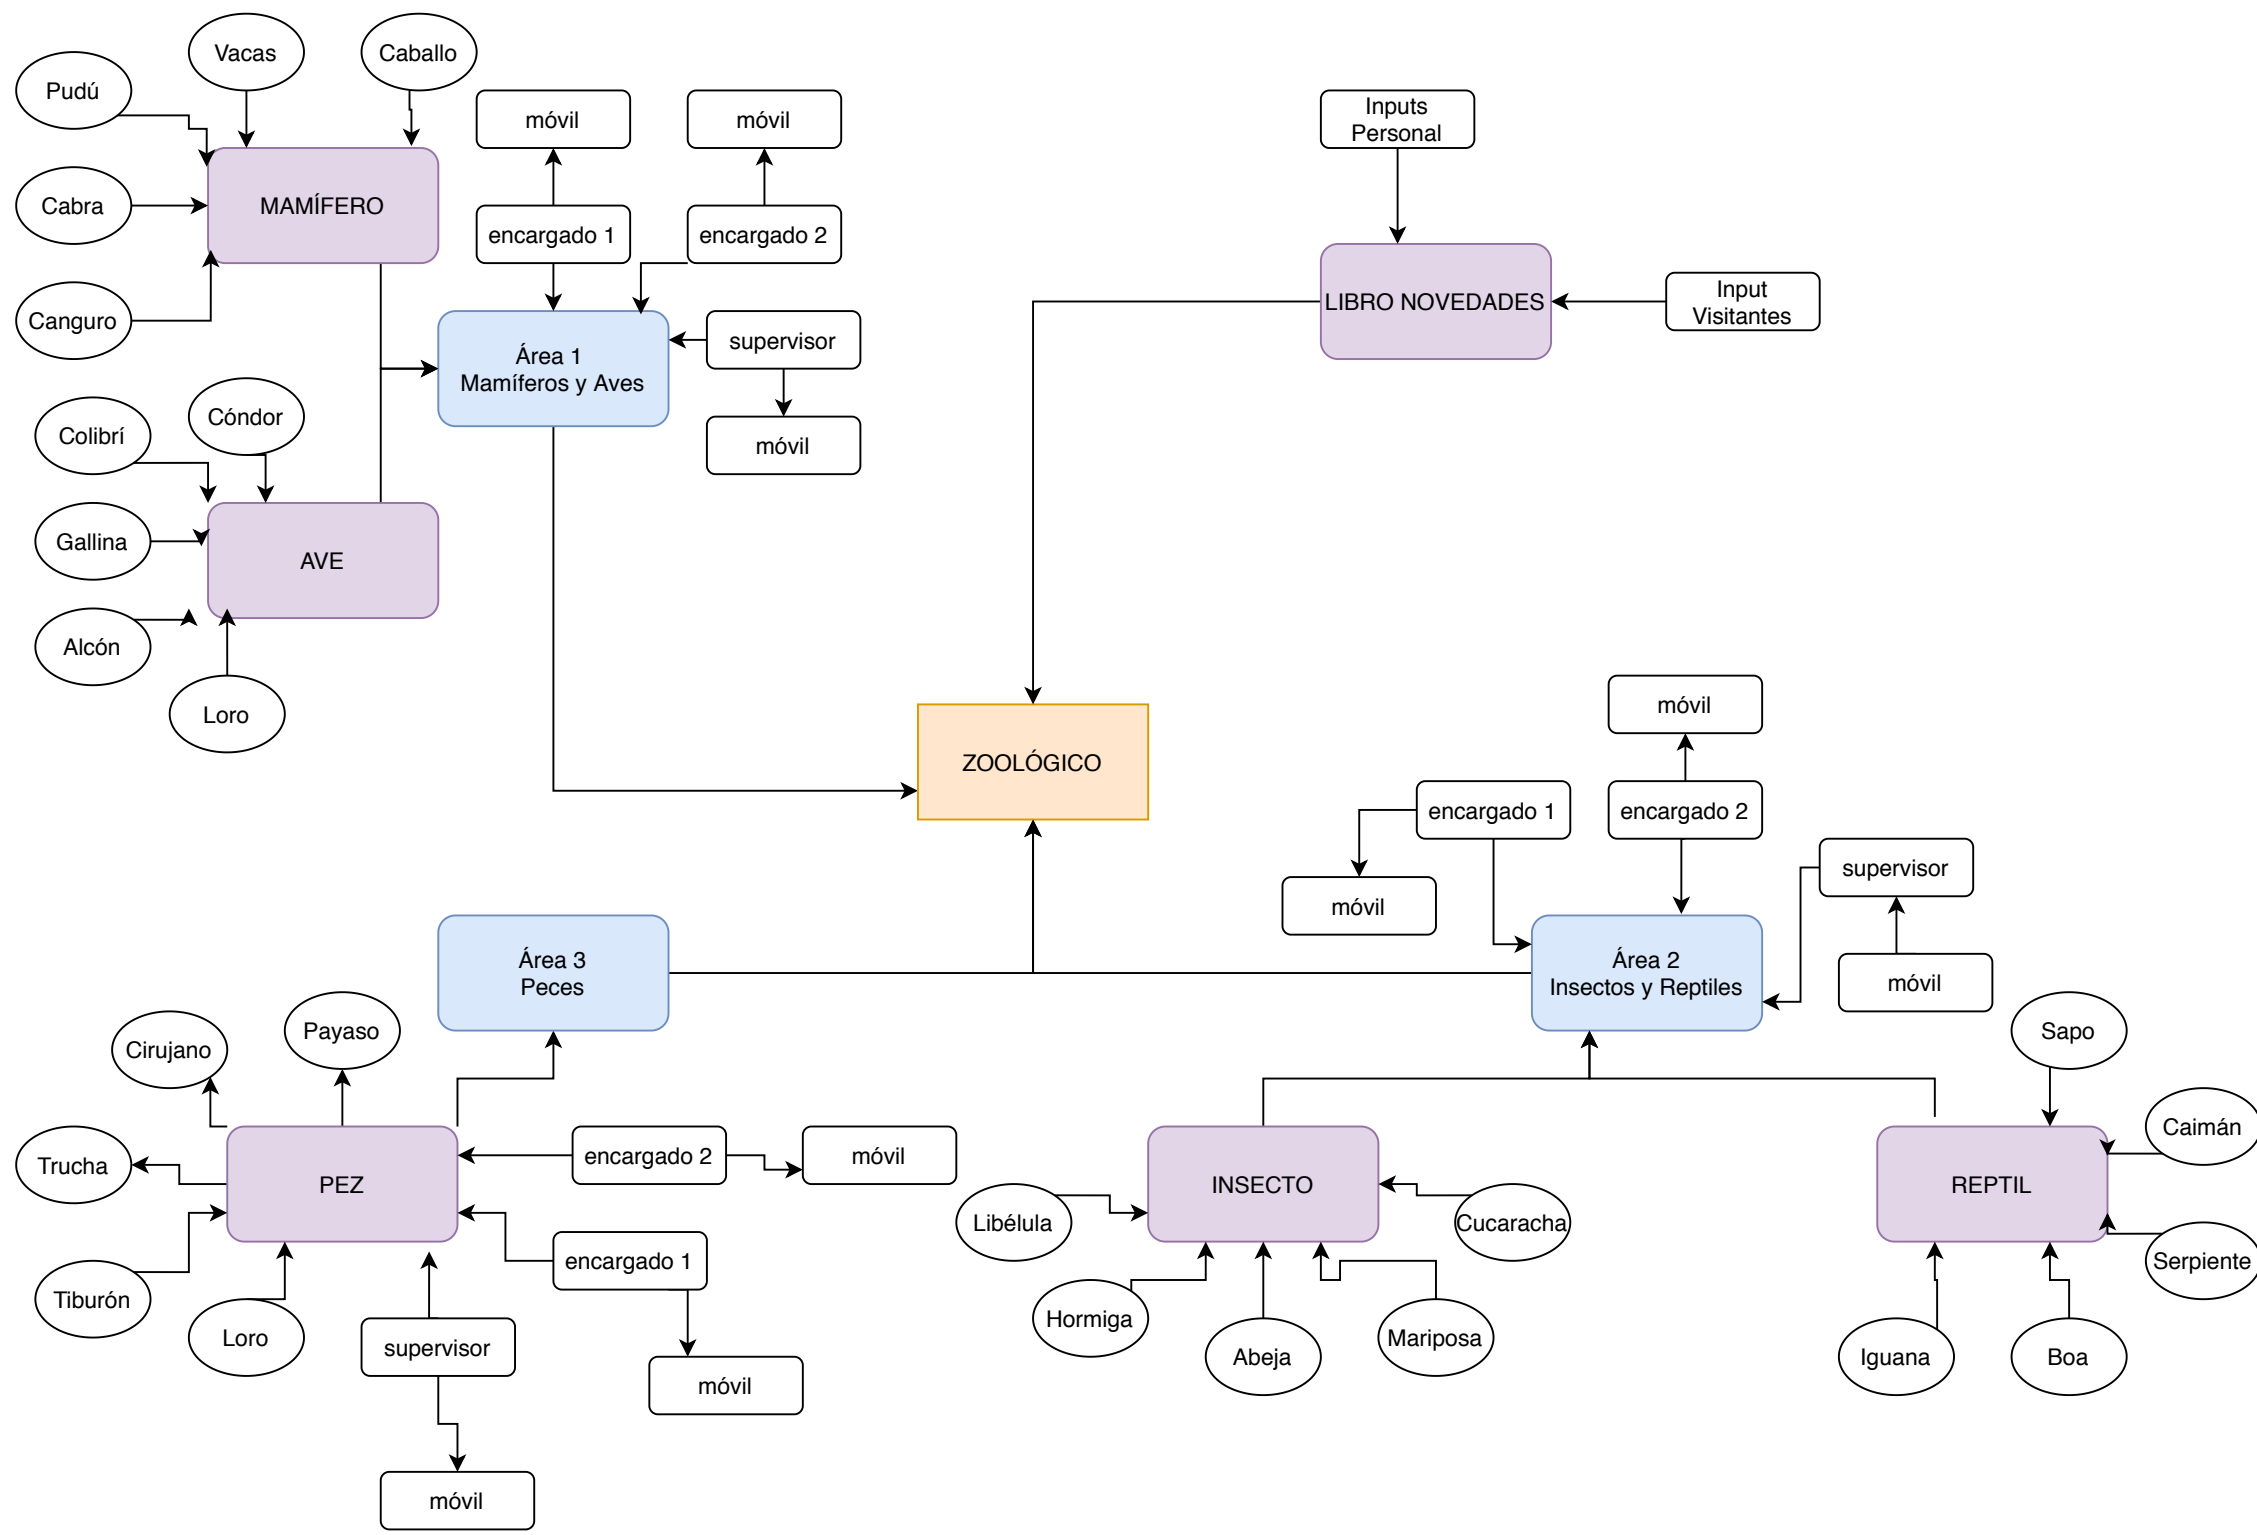 Vacas
Caballo
Pudú
móvil
móvil
Inputs
Personal
Cabra
MAMÍFERO
encargado 1
encargado 2
LIBRO NOVEDADES
Input
Visitantes
Canguro
Área 1
Mamíferos y Aves
supervisor
Colibrí
Cóndor
móvil
Gallina
AVE
Alcón
Loro
ZOOLÓGICO
móvil
encargado 1
encargado 2
supervisor
móvil
Área 3
Peces
Área 2
Insectos y Reptiles
móvil
Cirujano
Payaso
Sapo
Caimán
Trucha
PEZ
encargado 2
móvil
INSECTO
REPTIL
Libélula
Cucaracha
encargado 1
Serpiente
Tiburón
Loro
supervisor
Hormiga
Abeja
Mariposa
Iguana
Boa
móvil
móvil